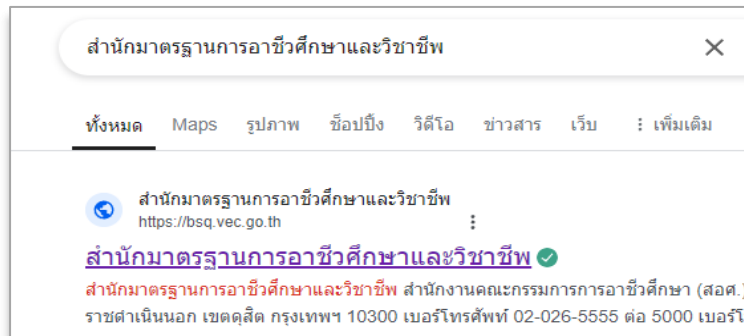 สำนักมาตรฐานการอาชีวศึกษาและวิชาชีพ
ทั้งหมด Maps รูปภาพ ช็อปปิ้ง วิดีโอ ข่าวสาร เว็บ เพิ่มเติม
สำนักมาตรฐานการอาชีวศึกษาและวิชาชีพ
https://bsq.vec.go.th
สำนักมาตรฐานการอาชีวศึกษาและวิชาชีพ
สำนักมาตรฐานการอาชีวศึกษาและวิชาชีพ สำนักงานคณะกรรมการการอาชีวศึกษา (สอศ.)
ราชดำเนินนอก เขตดุสิต กรุงเทพฯ 10300 เบอร์โทรศัพท์ 02-026-5555 ต่อ 5000